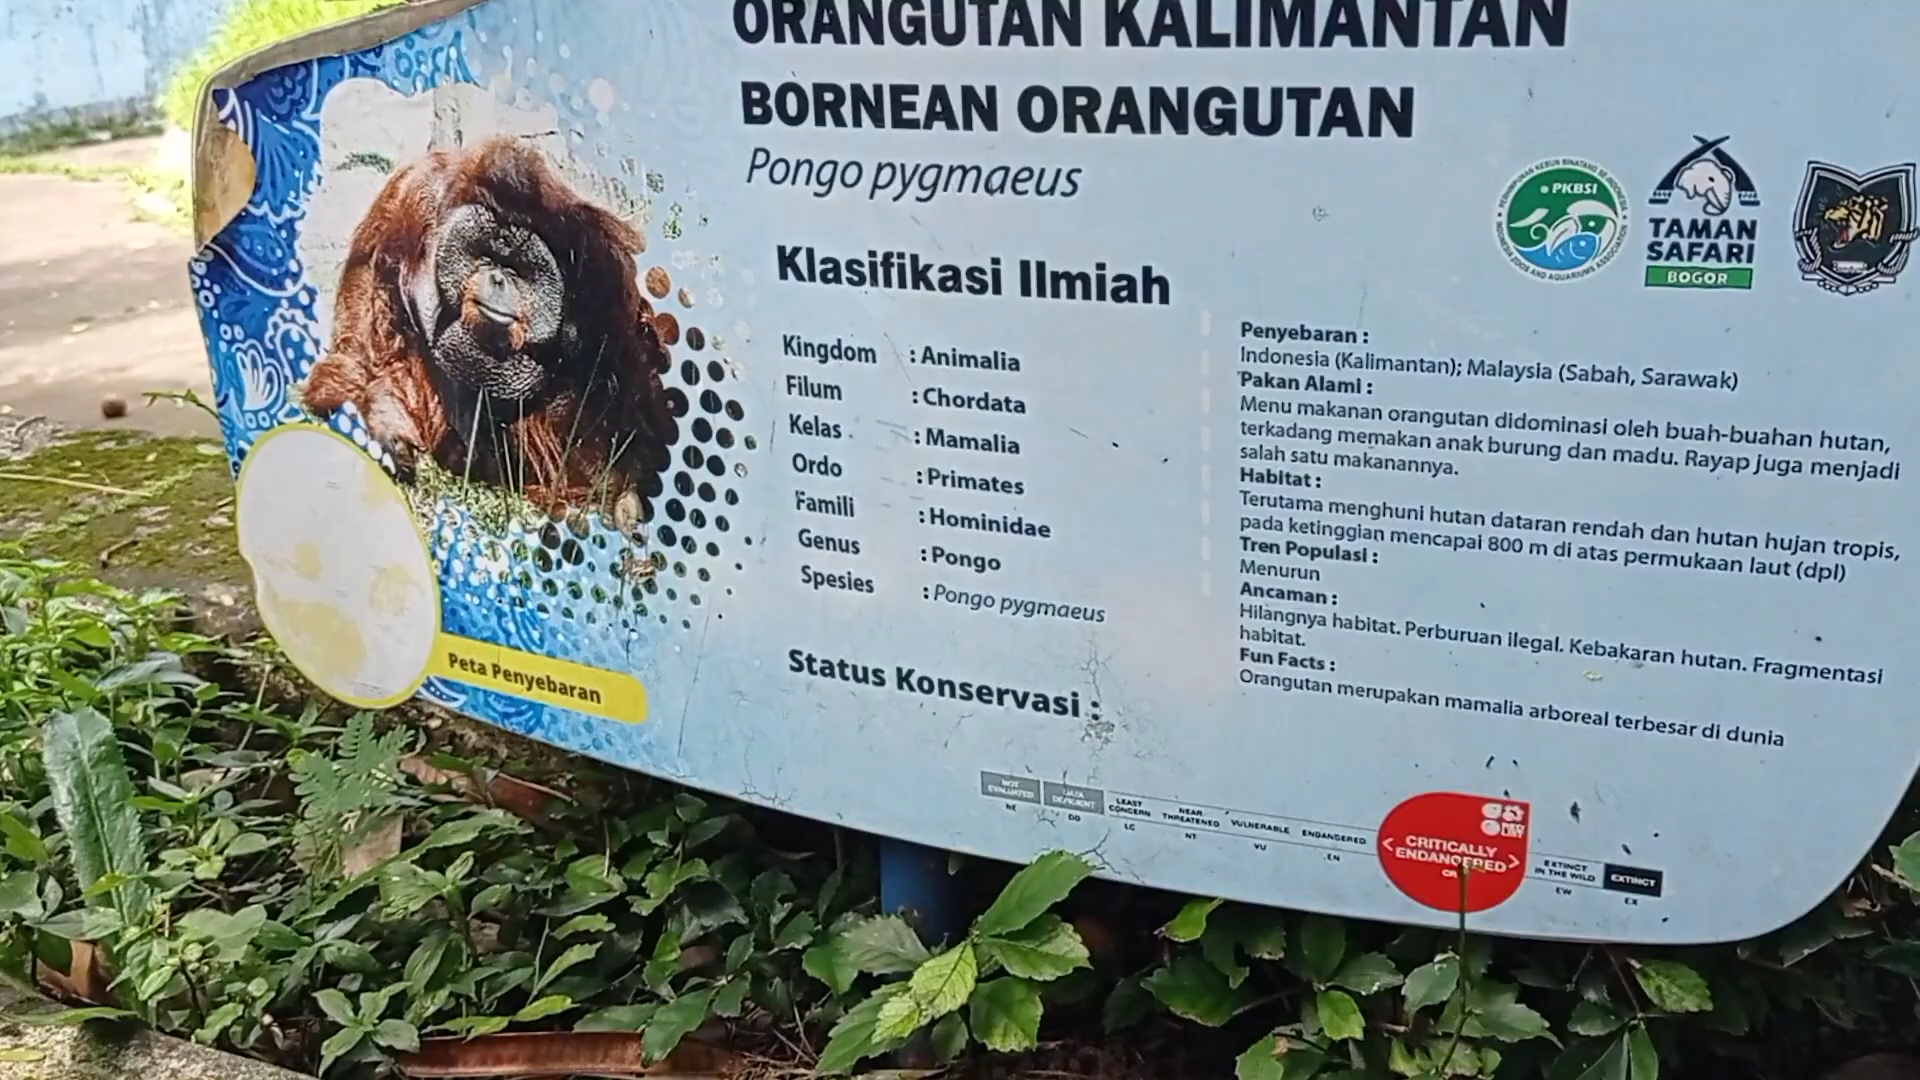 ORANGUTAN KALIMANTAN
BORNEAN ORANGUTAN
Pongo pygmaeus
PKBSI
INDONESIA ZOOS AND AQUARIUMS ASSOCIATION
TAMAN
SAFARI
BOGOR
Klasifikasi Ilmiah
Kingdom : Animalia
Filum : Chordata
Kelas : Mamalia
Ordo : Primates
Famili : Hominidae
Genus : Pongo
Spesies : Pongo pygmaeus
Status Konservasi :
Penyebaran :
Indonesia (Kalimantan); Malaysia (Sabah, Sarawak)
Pakan Alami :
Menu makanan orangutan didominasi oleh buah-buahan hutan,
terkadang memakan anak burung dan madu. Rayap juga menjadi
salah satu makanannya.
Habitat :
Terutama menghuni hutan dataran rendah dan hutan hujan tropis,
pada ketinggian mencapai 800 m di atas permukaan laut (dpl)
Tren Populasi :
Menurun
Ancaman :
Hilangnya habitat. Perburuan ilegal. Kebakaran hutan. Fragmentasi
habitat.
Fun Facts :
Orangutan merupakan mamalia arboreal terbesar di dunia
Peta Penyebaran
NOT
EVALUATED
NE
DATA
DEFICIENT
DD
LEAST
CONCERN
LC
NEAR
THREATENED
NT
VULNERABLE
VU
ENDANGERED
EN
< CRITICALLY
ENDANGERED >
CR
EXTINCT
IN THE WILD
EW
EXTINCT
EX